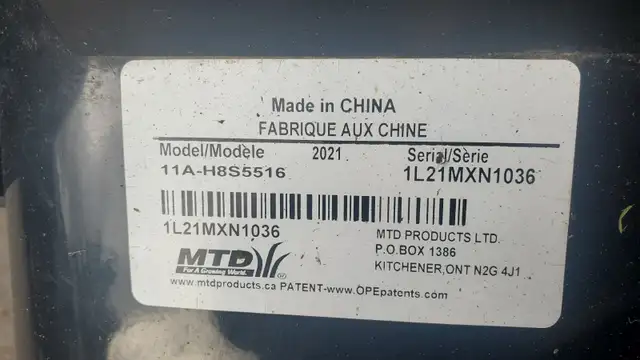 Made in CHINA
FABRIQUE AUX CHINE
Model/Modèle 2021 Serial/Série
11A-H8S5516 1L21MXN1036
1L21MXN1036
MTD PRODUCTS LTD.
P.O.BOX 1386
KITCHENER,ONT N2G 4J1
MTD
For A Growing World.
®
www.mtdproducts.ca PATENT-www.OPEpatents.com